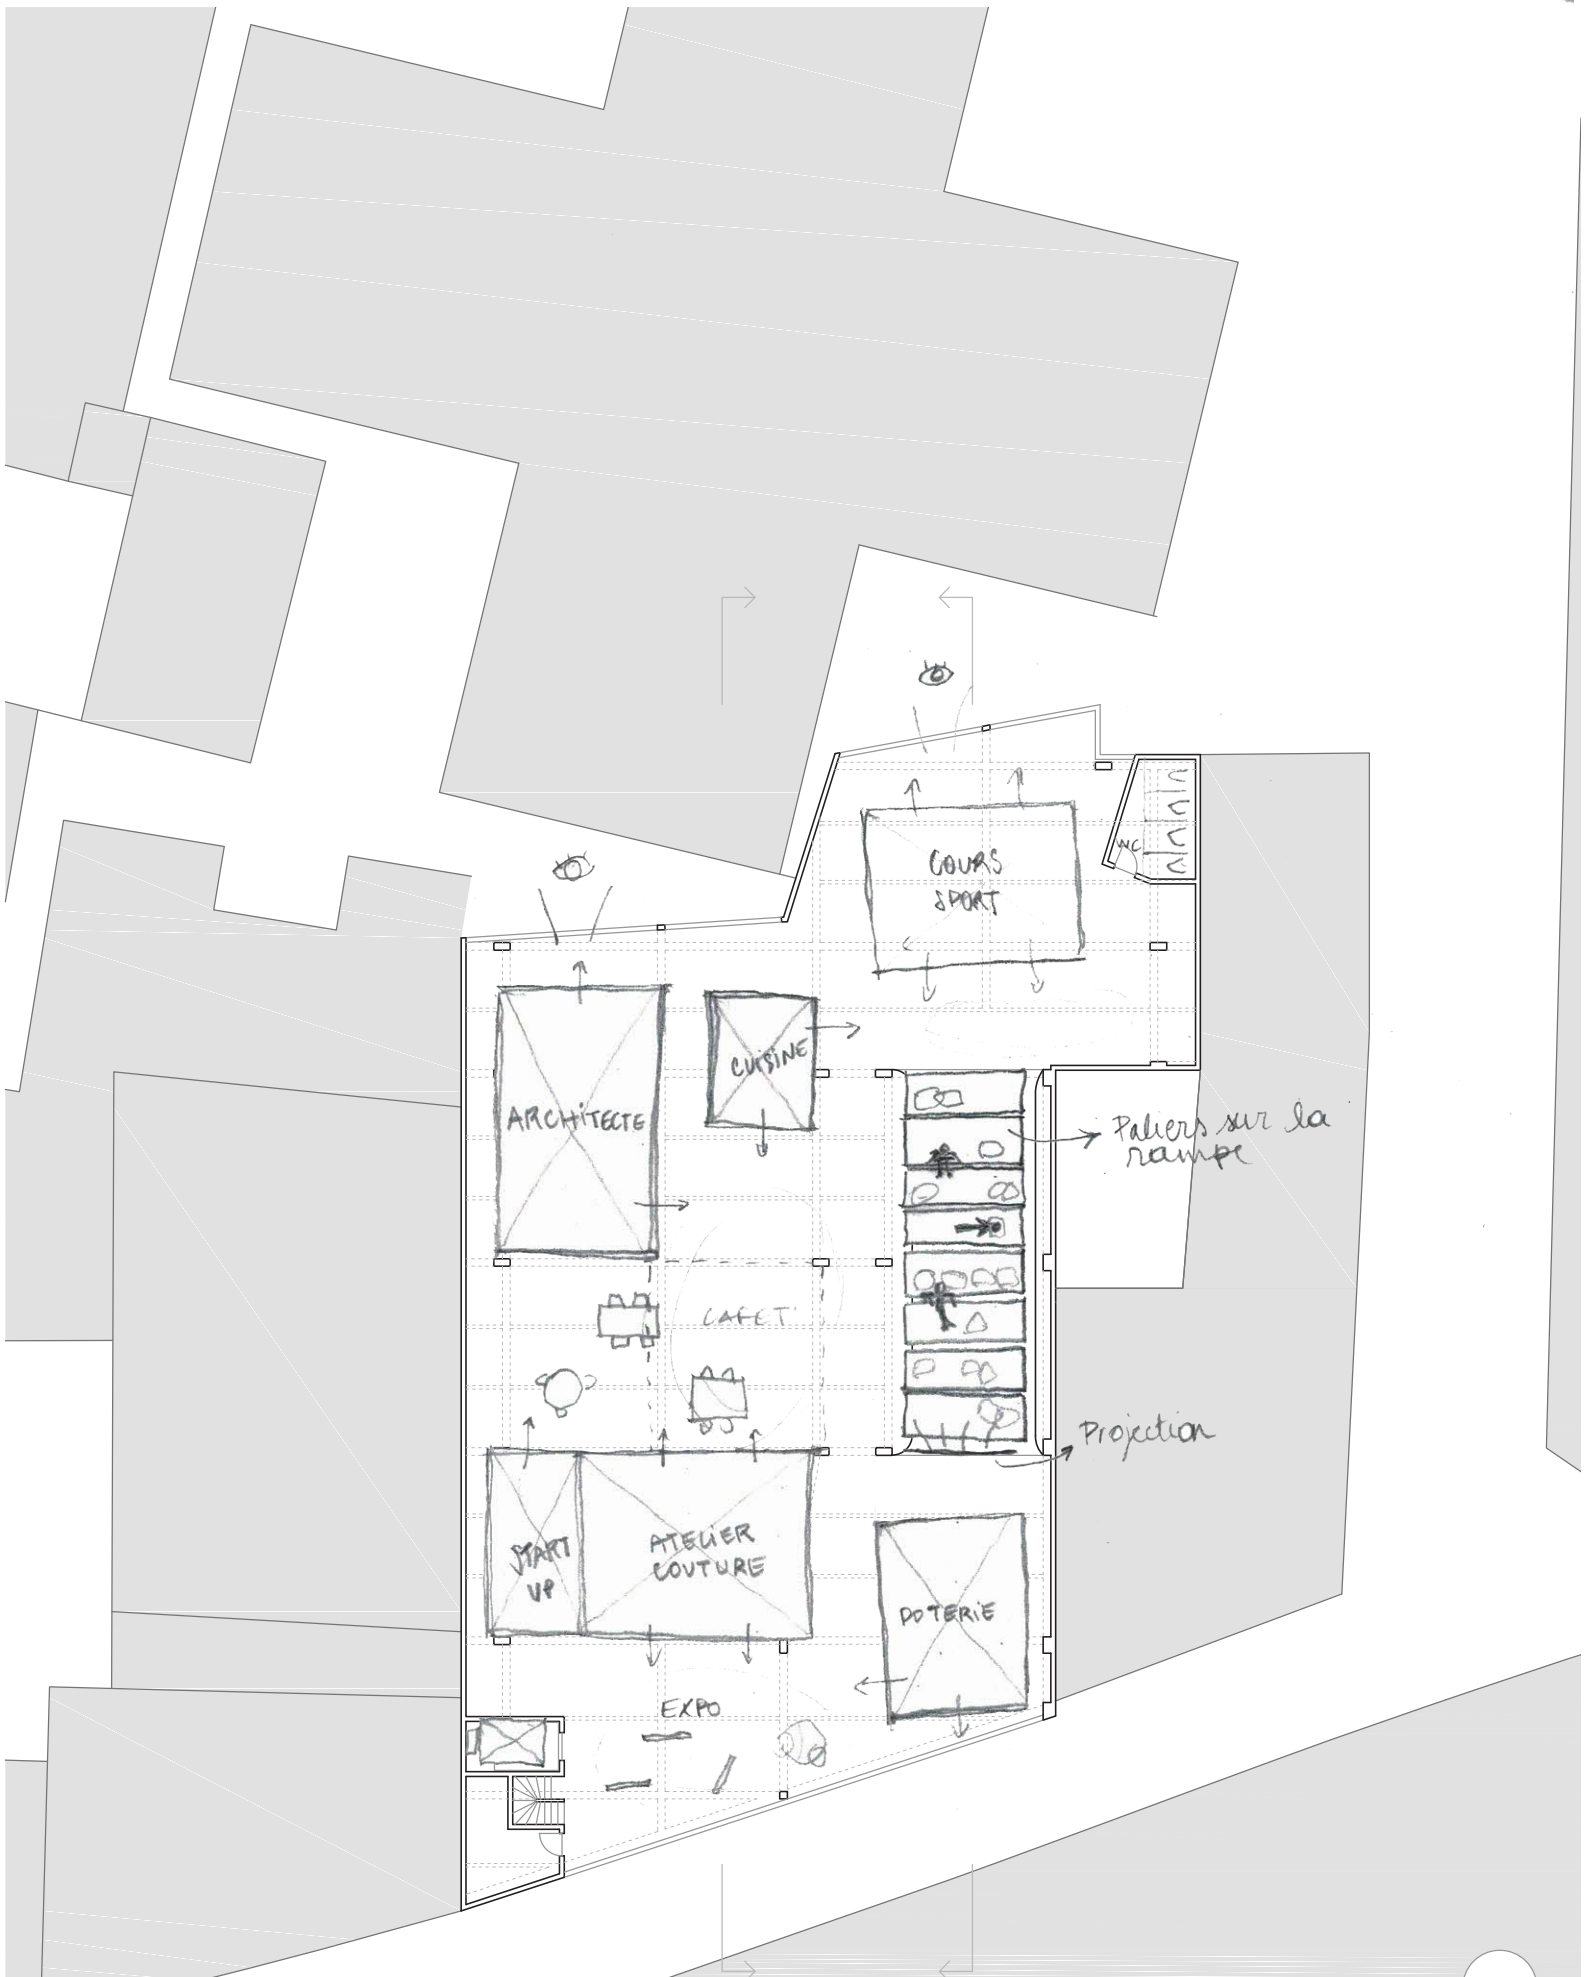 COURS
SPORT
WC
CUISINE
ARCHITECTE
Paliers sur la
rampe
CAFET'
Projection
START
UP
ATELIER
COUTURE
POTERIE
EXPO